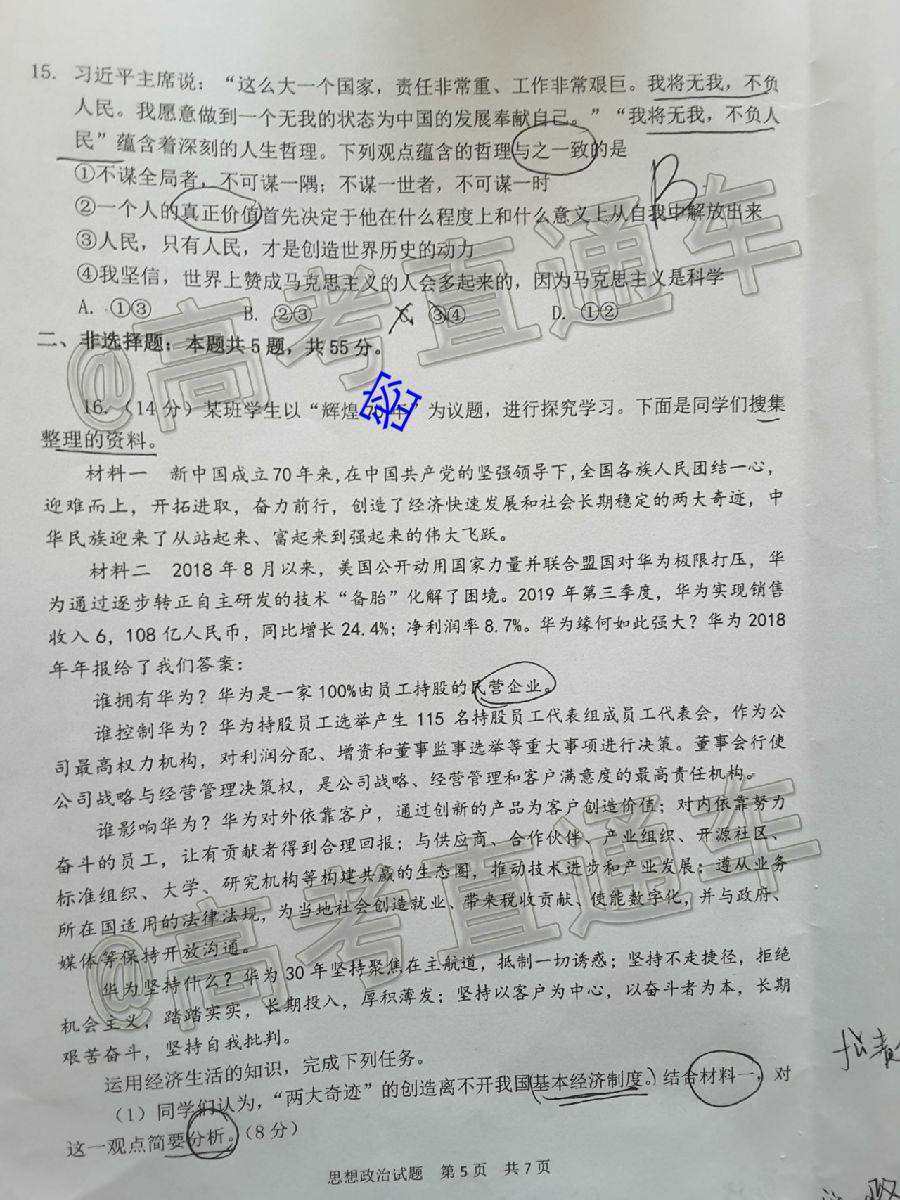 15. 习近平主席说：“这么大一个国家，责任非常重、工作非常艰巨。我将无我，不负
人民。我愿意做到一个无我的状态为中国的发展奉献自己。”“我将无我，不负人
民”蕴含着深刻的人生哲理。下列观点蕴含的哲理与之一致的是
①不谋全局者，不可谋一隅；不谋一世者，不可谋一时
B
②一个人的真正价值首先决定于他在什么程度上和什么意义上从自我中解放出来
③人民，只有人民，才是创造世界历史的动力
④我坚信，世界上赞成马克思主义的人会多起来的，因为马克思主义是科学
A. ①③ B. ②③ C. ③④ D. ①②
二、非选择题：本题共5题，共55分。
16.（14分）某班学生以“辉煌70年”为议题，进行探究学习。下面是同学们搜集
整理的资料。
材料一 新中国成立70年来，在中国共产党的坚强领导下，全国各族人民团结一心，
迎难而上，开拓进取，奋力前行，创造了经济快速发展和社会长期稳定的两大奇迹，中
华民族迎来了从站起来、富起来到强起来的伟大飞跃。
材料二 2018年8月以来，美国公开动用国家力量并联合盟国对华为极限打压，华
为通过逐步转正自主研发的技术“备胎”化解了困境。2019年第三季度，华为实现销售
收入6，108亿人民币，同比增长24.4%；净利润率8.7%。华为缘何如此强大？华为2018
年年报给了我们答案：
谁拥有华为？华为是一家100%由员工持股的民营企业。
谁控制华为？华为持股员工选举产生115名持股员工代表组成员工代表会，作为公
司最高权力机构，对利润分配、增资和董事监事选举等重大事项进行决策。董事会行使
公司战略与经营管理决策权，是公司战略、经营管理和客户满意度的最高责任机构。
谁影响华为？华为对外依靠客户，通过创新的产品为客户创造价值；对内依靠努力
奋斗的员工，让有贡献者得到合理回报；与供应商、合作伙伴、产业组织、开源社区、
标准组织、大学、研究机构等构建共赢的生态圈，推动技术进步和产业发展；遵从业务
所在国适用的法律法规，为当地社会创造就业、带来税收贡献、使能数字化，并与政府、
媒体等保持开放沟通。
华为坚持什么？华为30年坚持聚焦在主航道，抵制一切诱惑；坚持不走捷径，拒绝
机会主义，踏踏实实，长期投入，厚积薄发；坚持以客户为中心，以奋斗者为本，长期
艰苦奋斗，坚持自我批判。
运用经济生活的知识，完成下列任务。
（1）同学们认为，“两大奇迹”的创造离不开我国基本经济制度。结合材料一，对
这一观点简要分析。（8分）
思想政治试题 第5页 共7页
@高考直通车
@高考直通车